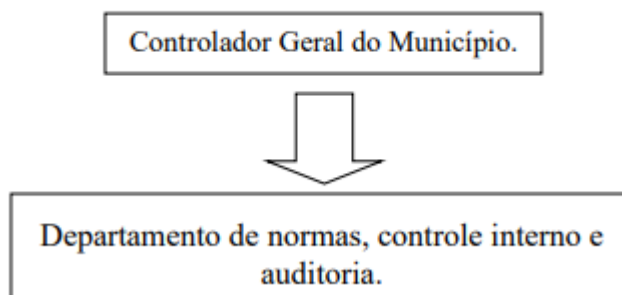 Controlador Geral do Município.
Departamento de normas, controle interno e
auditoria.